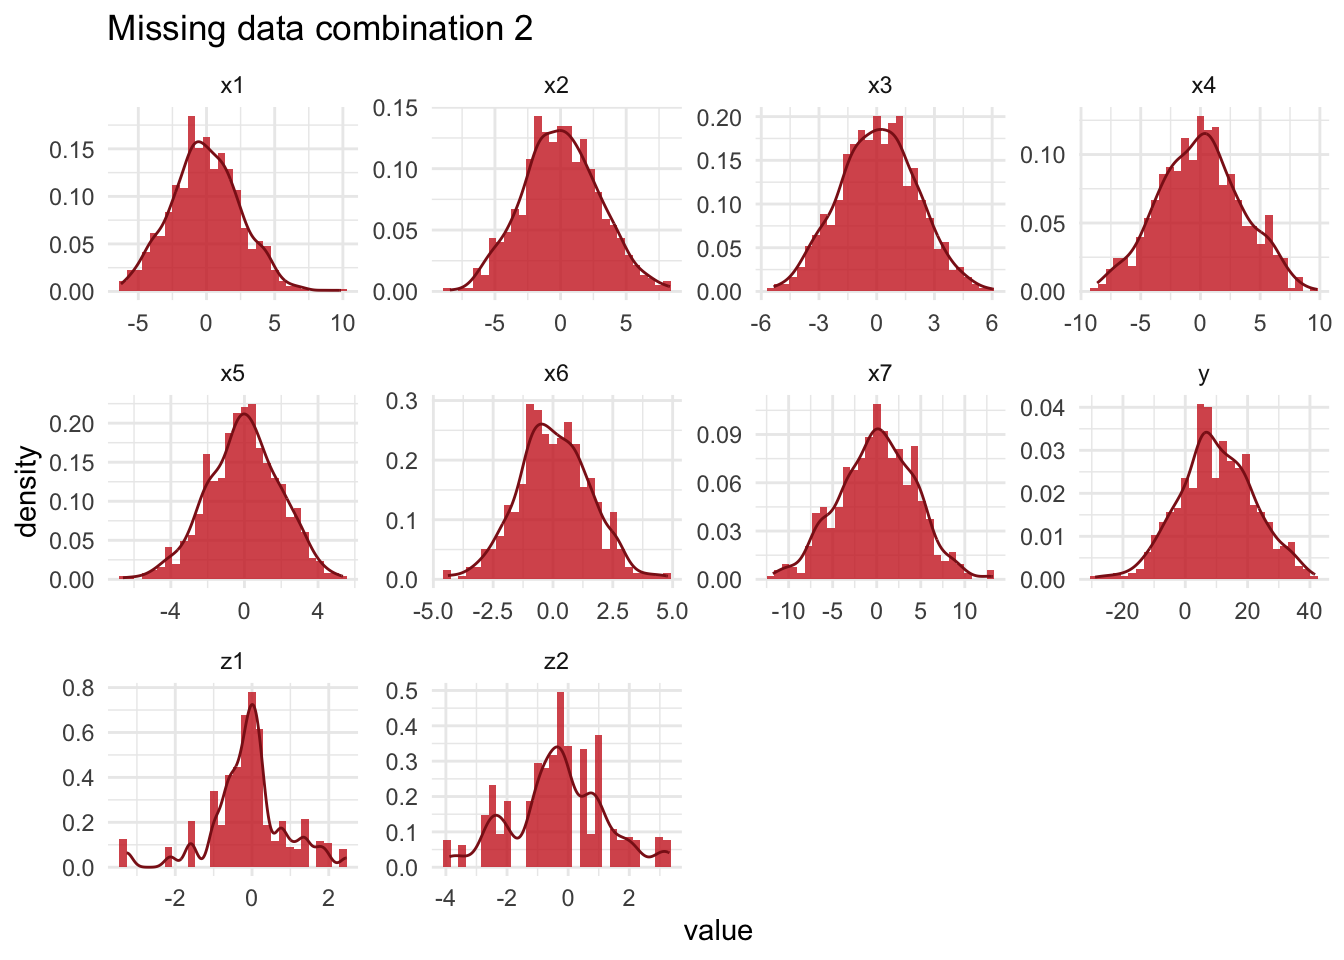 Missing data combination 2
x1 x2 x3 x4
0.15 0.10 0.05 0.00
-5 0 5 10
0.15 0.10 0.05 0.00
-5 0 5
0.20 0.15 0.10 0.05 0.00
-6 -3 0 3 6
0.10 0.05 0.00
-10 -5 0 5 10
x5 x6 x7 y
density
0.20 0.15 0.10 0.05 0.00
-4 0 4
0.3 0.2 0.1 0.0
-5.0 -2.5 0.0 2.5 5.0
0.09 0.06 0.03 0.00
-10 -5 0 5 10
0.04 0.03 0.02 0.01 0.00
-20 0 20 40
z1 z2
0.8 0.6 0.4 0.2 0.0
-2 0 2
0.5 0.4 0.3 0.2 0.1 0.0
-4 -2 0 2
value